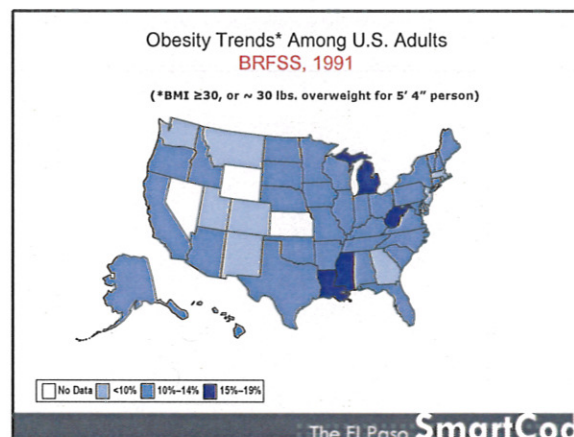 Obesity Trends* Among U.S. Adults
BRFSS, 1991
(*BMI ≥30, or ~ 30 lbs. overweight for 5' 4" person)
No Data <10% 10%–14% 15%–19%
The El Paso SmartCod